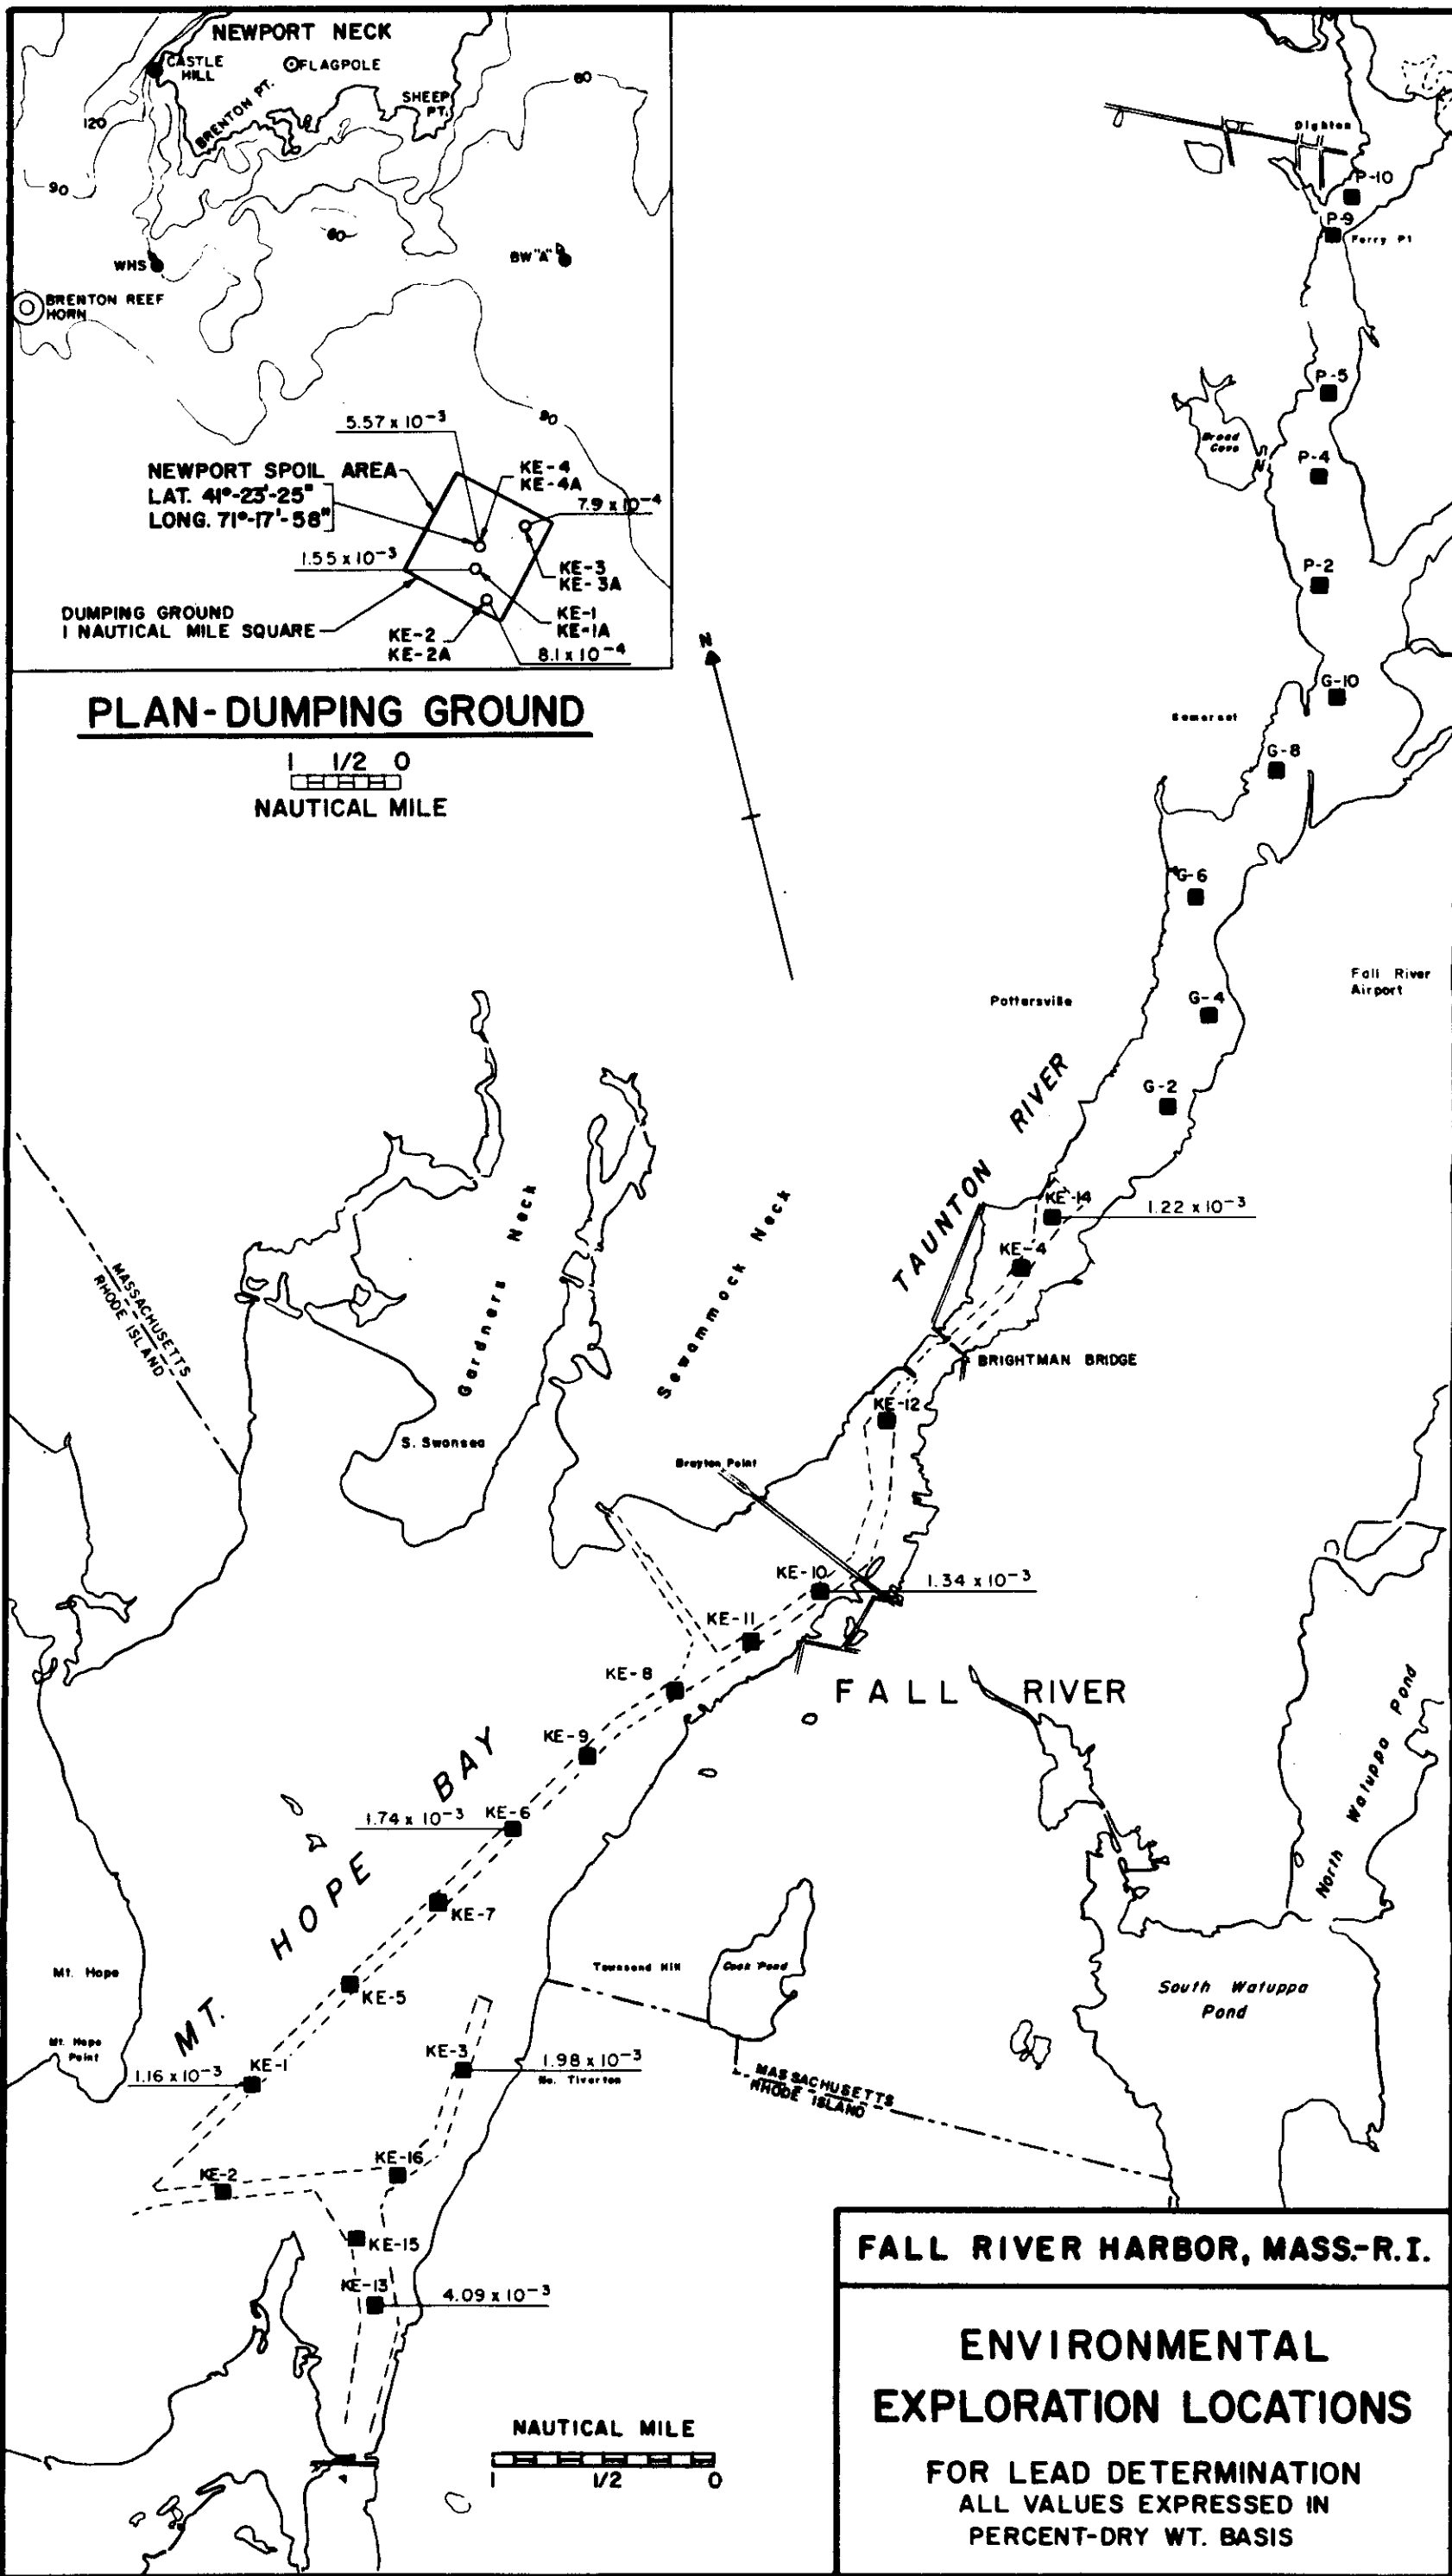 NEWPORT NECK
CASTLE
HILL
FLAGPOLE
BRENTON PT.
SHEEP
PT.
60
120
90
60
WHS
BW "A"
BRENTON REEF
HORN
90
5.57 x 10⁻³
NEWPORT SPOIL AREA
LAT. 41°-23'-25"
LONG. 71°-17'-58"
KE-4
KE-4A
7.9 x 10⁻⁴
1.55 x 10⁻³
KE-3
KE-3A
DUMPING GROUND
1 NAUTICAL MILE SQUARE
KE-1
KE-1A
KE-2
KE-2A
8.1 x 10⁻⁴
PLAN-DUMPING GROUND
1 1/2 0
NAUTICAL MILE
N
Dighton
P-10
P-9
Ferry Pt
P-5
Broad
Cove
P-4
P-2
G-10
Somerset
G-8
G-6
Fall River
Airport
Pottersville
G-4
G-2
TAUNTON RIVER
KE-14
1.22 x 10⁻³
KE-4
BRIGHTMAN BRIDGE
KE-12
MASSACHUSETTS
RHODE ISLAND
Gardners Neck
Sewammock Neck
S. Swansea
Brayton Point
KE-10
1.34 x 10⁻³
KE-11
KE-8
FALL RIVER
KE-9
MT. HOPE BAY
1.74 x 10⁻³
KE-6
KE-7
North Watuppa Pond
Mt. Hope
KE-5
Townsend Hill
Cook Pond
South Watuppa
Pond
Mt. Hope
Point
1.16 x 10⁻³
KE-1
KE-3
1.98 x 10⁻³
No. Tiverton
MASSACHUSETTS
RHODE ISLAND
KE-16
KE-2
KE-15
KE-13
4.09 x 10⁻³
NAUTICAL MILE
1 1/2 0
FALL RIVER HARBOR, MASS.-R.I.
ENVIRONMENTAL
EXPLORATION LOCATIONS
FOR LEAD DETERMINATION
ALL VALUES EXPRESSED IN
PERCENT-DRY WT. BASIS